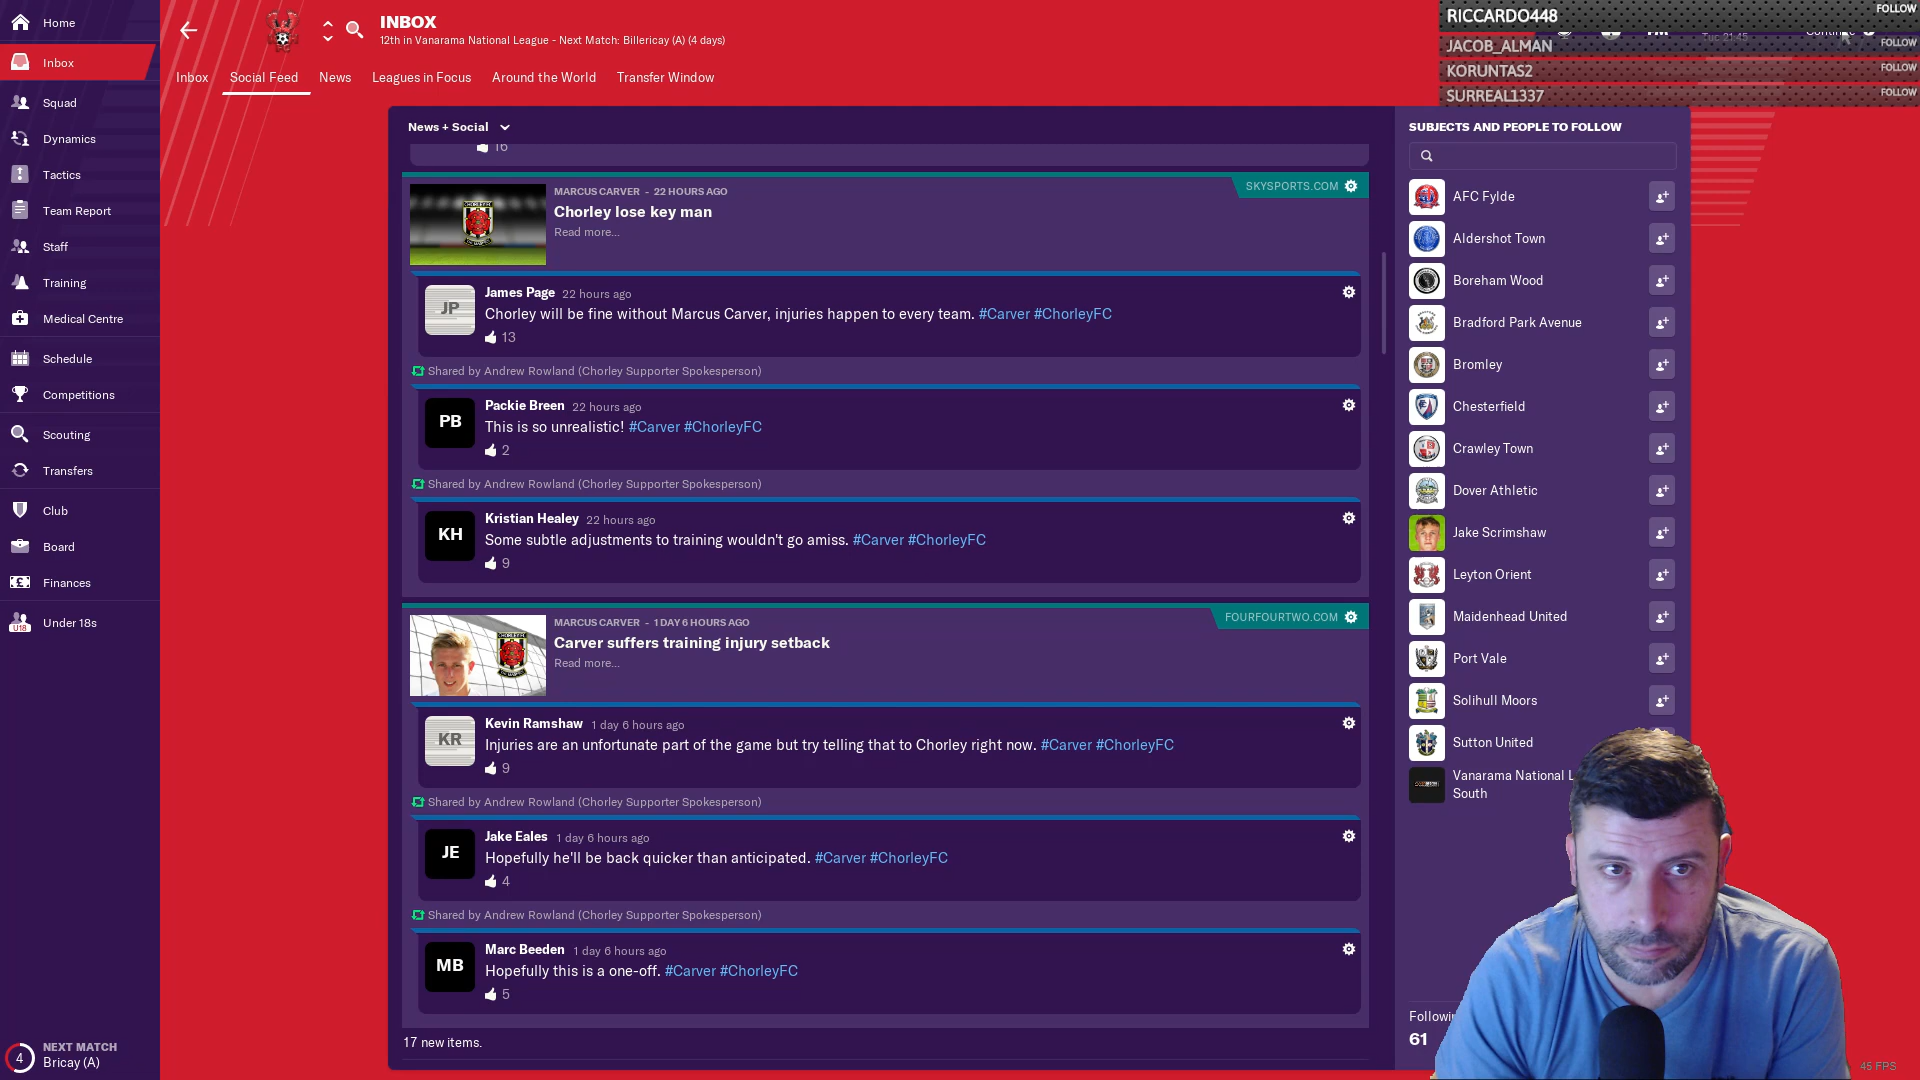 Home
Inbox
Squad
Dynamics
Tactics
Team Report
Staff
Training
Medical Centre
Schedule
Competitions
Scouting
Transfers
Club
Board
Finances
U18
Under 18s
4
NEXT MATCH
Bricay (A)
INBOX
12th in Vanarama National League - Next Match: Billericay (A) (4 days)
Inbox
Social Feed
News
Leagues in Focus
Around the World
Transfer Window
RICCARDO448
FOLLOW
JACOB_ALMAN
FOLLOW
KORUNTAS2
FOLLOW
SURREAL1337
FOLLOW
Tue 21:45
News + Social
16
MARCUS CARVER - 22 HOURS AGO
SKYSPORTS.COM
Chorley lose key man
Read more...
JP
James Page 22 hours ago
Chorley will be fine without Marcus Carver, injuries happen to every team. #Carver #ChorleyFC
13
Shared by Andrew Rowland (Chorley Supporter Spokesperson)
PB
Packie Breen 22 hours ago
This is so unrealistic! #Carver #ChorleyFC
2
Shared by Andrew Rowland (Chorley Supporter Spokesperson)
KH
Kristian Healey 22 hours ago
Some subtle adjustments to training wouldn't go amiss. #Carver #ChorleyFC
9
MARCUS CARVER - 1 DAY 6 HOURS AGO
FOURFOURTWO.COM
Carver suffers training injury setback
Read more...
KR
Kevin Ramshaw 1 day 6 hours ago
Injuries are an unfortunate part of the game but try telling that to Chorley right now. #Carver #ChorleyFC
9
Shared by Andrew Rowland (Chorley Supporter Spokesperson)
JE
Jake Eales 1 day 6 hours ago
Hopefully he'll be back quicker than anticipated. #Carver #ChorleyFC
4
Shared by Andrew Rowland (Chorley Supporter Spokesperson)
MB
Marc Beeden 1 day 6 hours ago
Hopefully this is a one-off. #Carver #ChorleyFC
5
17 new items.
SUBJECTS AND PEOPLE TO FOLLOW
AFC Fylde
Aldershot Town
Boreham Wood
Bradford Park Avenue
Bromley
Chesterfield
Crawley Town
Dover Athletic
Jake Scrimshaw
Leyton Orient
Maidenhead United
Port Vale
Solihull Moors
Sutton United
Vanarama National L
South
Followin
61
45 FPS